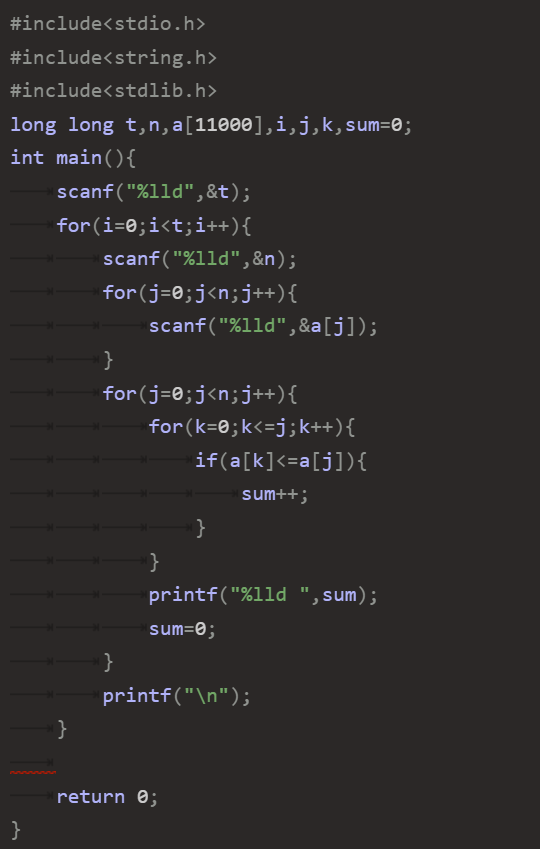 #include<stdio.h>
#include<string.h>
#include<stdlib.h>
long long t,n,a[11000],i,j,k,sum=0;
int main(){
scanf("%lld",&t);
for(i=0;i<t;i++){
scanf("%lld",&n);
for(j=0;j<n;j++){
scanf("%lld",&a[j]);
}
for(j=0;j<n;j++){
for(k=0;k<=j;k++){
if(a[k]<=a[j]){
sum++;
}
}
printf("%lld ",sum);
sum=0;
}
printf("\n");
}
return 0;
}